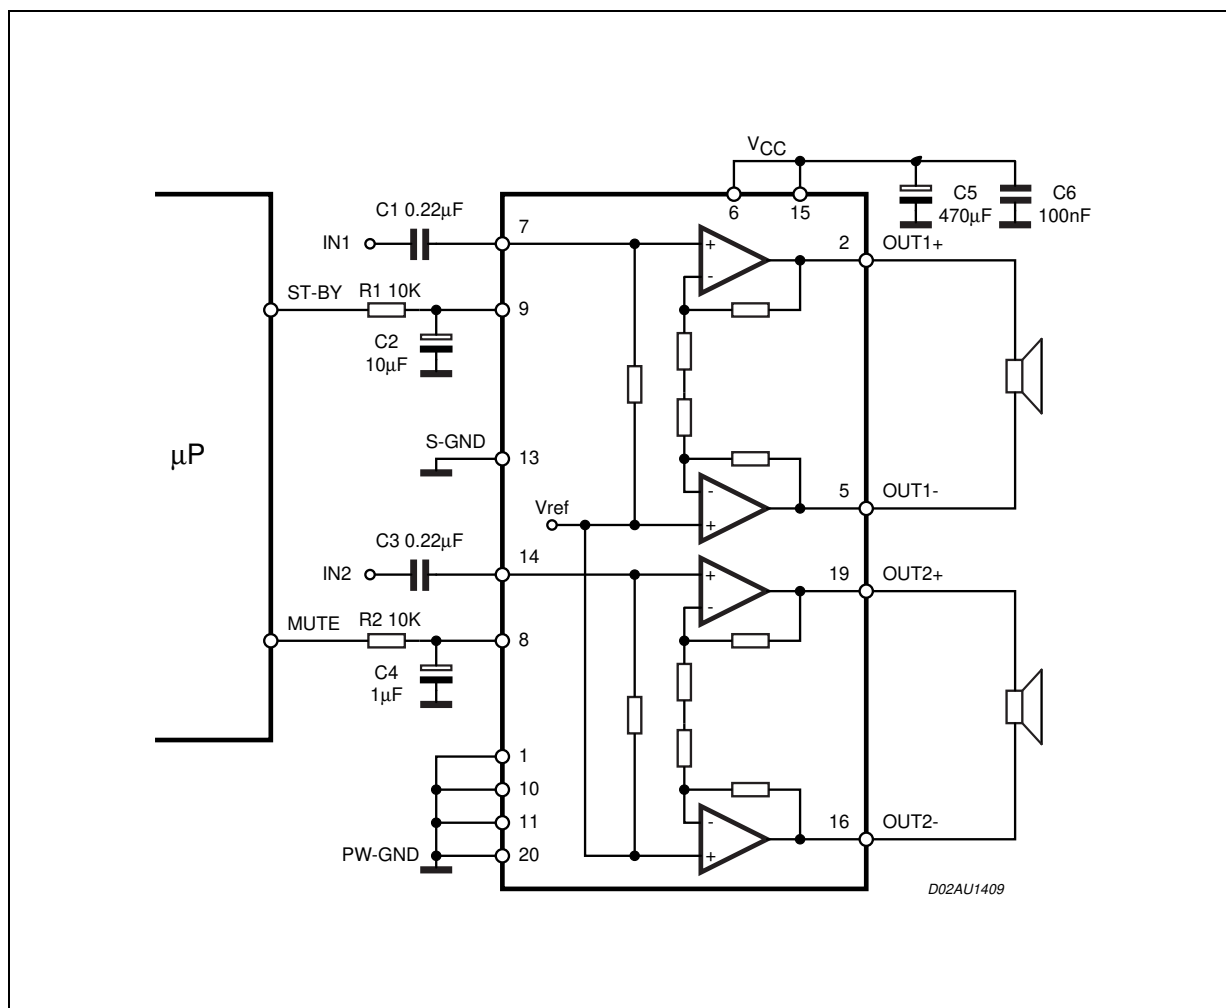 VCC
6
15
C5
470µF
C6
100nF
C1 0.22µF
IN1
7
+
-
2
OUT1+
ST-BY
R1 10K
9
C2
10µF
S-GND
13
µP
Vref
-
+
5
OUT1-
C3 0.22µF
IN2
14
+
-
19
OUT2+
MUTE
R2 10K
8
C4
1µF
1
10
11
PW-GND
20
-
+
16
OUT2-
D02AU1409